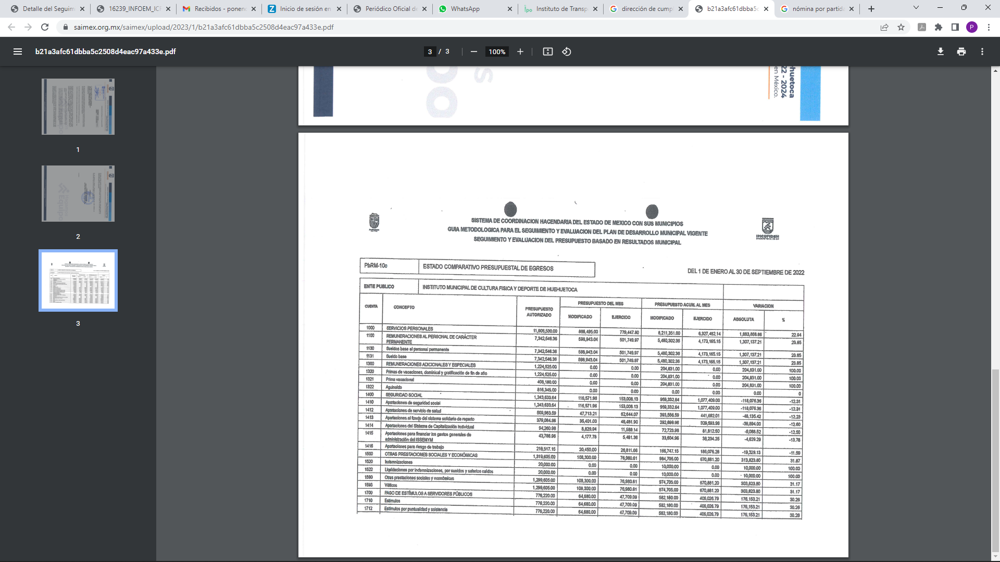 Detalle del Seguim
16239_INFOEM_ICF
Recibidos - ponenc
Inicio de sesión en
Periódico Oficial de
WhatsApp
Instituto de Transp
dirección de cumpl
b21a3afc61dbba5c
nómina por partida
saimex.org.mx/saimex/upload/2023/1/b21a3afc61dbba5c2508d4eac97a433e.pdf
P
b21a3afc61dbba5c2508d4eac97a433e.pdf
3 / 3
100%
1
2
3
ehuetoca
22 - 2024
en México.
SISTEMA DE COORDINACION HACENDARIA DEL ESTADO DE MEXICO CON SUS MUNICIPIOS
GUIA METODOLOGICA PARA EL SEGUIMIENTO Y EVALUACION DEL PLAN DE DESARROLLO MUNICIPAL VIGENTE
SEGUIMIENTO Y EVALUACION DEL PRESUPUESTO BASADO EN RESULTADOS MUNICIPAL
IMCUFIDEH
PbRM-10c ESTADO COMPARATIVO PRESUPUESTAL DE EGRESOS
DEL 1 DE ENERO AL 30 DE SEPTIEMBRE DE 2022
ENTE PUBLICO INSTITUTO MUNICIPAL DE CULTURA FISICA Y DEPORTE DE HUEHUETOCA
CUENTA CONCEPTO PRESUPUESTO AUTORIZADO PRESUPUESTO DEL MES PRESUPUESTO ACUM. AL MES VARIACION
MODIFICADO EJERCIDO MODIFICADO EJERCIDO ABSOLUTA %
1000 SERVICIOS PERSONALES 11,906,530.00 888,495.00 779,447.80 8,211,351.00 6,327,482.14 1,883,868.86 22.94
1100 REMUNERACIONES AL PERSONAL DE CARÁCTER PERMANENTE 7,342,546.36 598,943.04 501,749.97 5,480,302.36 4,173,165.15 1,307,137.21 23.85
1130 Sueldos base al personal permanente 7,342,546.36 598,943.04 501,749.97 5,480,302.36 4,173,165.15 1,307,137.21 23.85
1131 Sueldo base 7,342,546.36 598,943.04 501,749.97 5,480,302.36 4,173,165.15 1,307,137.21 23.85
1300 REMUNERACIONES ADICIONALES Y ESPECIALES 1,224,525.00 0.00 0.00 204,831.00 0.00 204,831.00 100.00
1320 Primas de vacaciones, dominical y gratificación de fin de año 1,224,525.00 0.00 0.00 204,831.00 0.00 204,831.00 100.00
1321 Prima vacacional 408,180.00 0.00 0.00 204,831.00 0.00 204,831.00 100.00
1322 Aguinaldo 816,345.00 0.00 0.00 0.00 0.00 0.00 0
1400 SEGURIDAD SOCIAL 1,243,633.64 116,571.96 153,008.13 959,332.64 1,077,409.00 -118,076.36 -12.31
1410 Aportaciones de seguridad social 1,243,633.64 116,571.96 153,008.13 959,332.64 1,077,409.00 -118,076.36 -12.31
1412 Aportaciones de servicio de salud 509,983.59 47,713.21 62,644.07 393,556.59 441,692.01 -48,135.42 -12.23
1413 Aportaciones al fondo del sistema solidario de reparto 379,084.96 35,401.03 46,481.90 292,699.96 329,593.96 -36,894.00 -12.60
1414 Aportaciones del Sistema de Capitalización Individual 94,260.98 8,829.94 11,589.14 72,723.98 81,812.50 -9,088.52 -12.50
1415 Aportaciones para financiar los gastos generales de administración del ISSEMYM 43,786.96 4,177.78 5,481.36 33,604.96 38,234.25 -4,629.29 -13.78
1416 Aportaciones para riesgo de trabajo 216,517.15 20,450.00 26,811.66 166,747.15 186,076.28 -19,329.13 -11.59
1500 OTRAS PRESTACIONES SOCIALES Y ECONÓMICAS 1,319,605.00 108,300.00 76,980.61 984,705.00 670,881.20 313,823.80 31.87
1520 Indemnizaciones 20,000.00 0.00 0.00 10,000.00 0.00 10,000.00 100.00
1522 Liquidaciones por indemnizaciones, por sueldos y salarios caídos 20,000.00 0.00 0.00 10,000.00 0.00 10,000.00 100.00
1590 Otras prestaciones sociales y económicas 1,299,605.00 108,300.00 76,980.61 974,705.00 670,881.20 303,823.80 31.17
1593 Viáticos 1,299,605.00 108,300.00 76,980.61 974,705.00 670,881.20 303,823.80 31.17
1700 PAGO DE ESTÍMULOS A SERVIDORES PÚBLICOS 776,220.00 64,680.00 47,709.09 582,180.00 406,026.79 176,153.21 30.26
1710 Estímulos 776,220.00 64,680.00 47,709.09 582,180.00 406,026.79 176,153.21 30.26
1712 Estímulos por puntualidad y asistencia 776,220.00 64,680.00 47,709.09 582,180.00 406,026.79 176,153.21 30.26